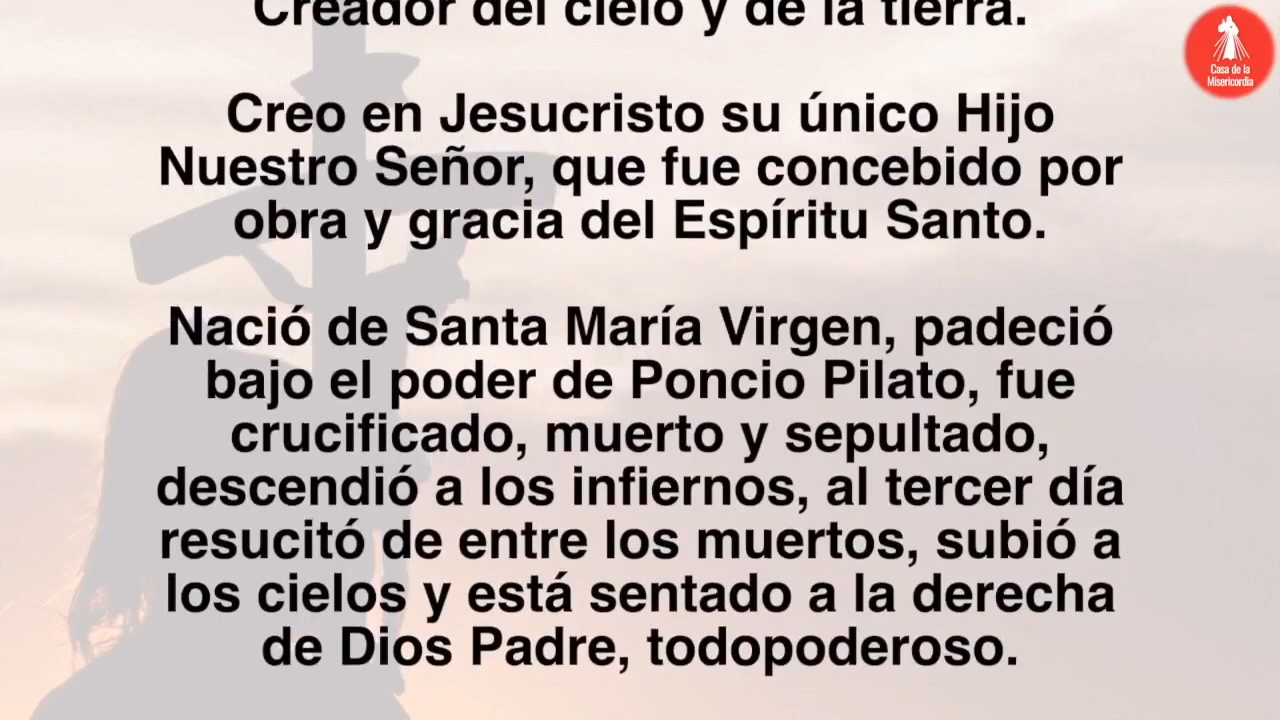 Creador del cielo y de la tierra.
Creo en Jesucristo su único Hijo
Nuestro Señor, que fue concebido por
obra y gracia del Espíritu Santo.
Nació de Santa María Virgen, padeció
bajo el poder de Poncio Pilato, fue
crucificado, muerto y sepultado,
descendió a los infiernos, al tercer día
resucitó de entre los muertos, subió a
los cielos y está sentado a la derecha
de Dios Padre, todopoderoso.
Casa de la
Misericordia